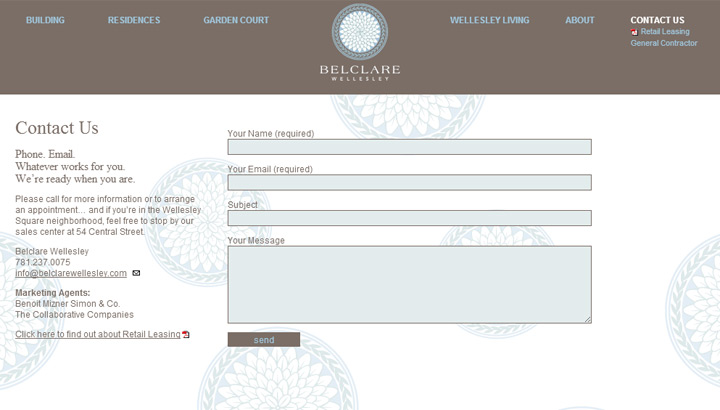 BUILDING
RESIDENCES
GARDEN COURT
BELCLARE
WELLESLEY
WELLESLEY LIVING
ABOUT
CONTACT US
Retail Leasing
General Contractor
Contact Us
Phone. Email.
Whatever works for you.
We're ready when you are.
Please call for more information or to arrange
an appointment... and if you're in the Wellesley
Square neighborhood, feel free to stop by our
sales center at 54 Central Street.
Belclare Wellesley
781.237.0075
info@belclarewellesley.com
Marketing Agents:
Benoit Mizner Simon & Co.
The Collaborative Companies
Click here to find out about Retail Leasing
Your Name (required)
Your Email (required)
Subject
Your Message
send